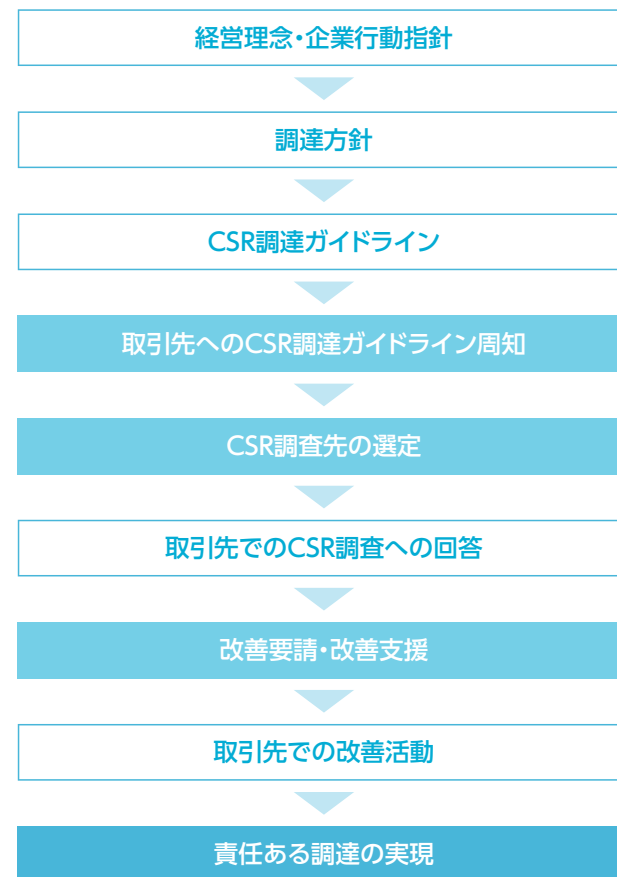 経営理念・企業行動指針
調達方針
CSR調達ガイドライン
取引先へのCSR調達ガイドライン周知
CSR調査先の選定
取引先でのCSR調査への回答
改善要請・改善支援
取引先での改善活動
責任ある調達の実現